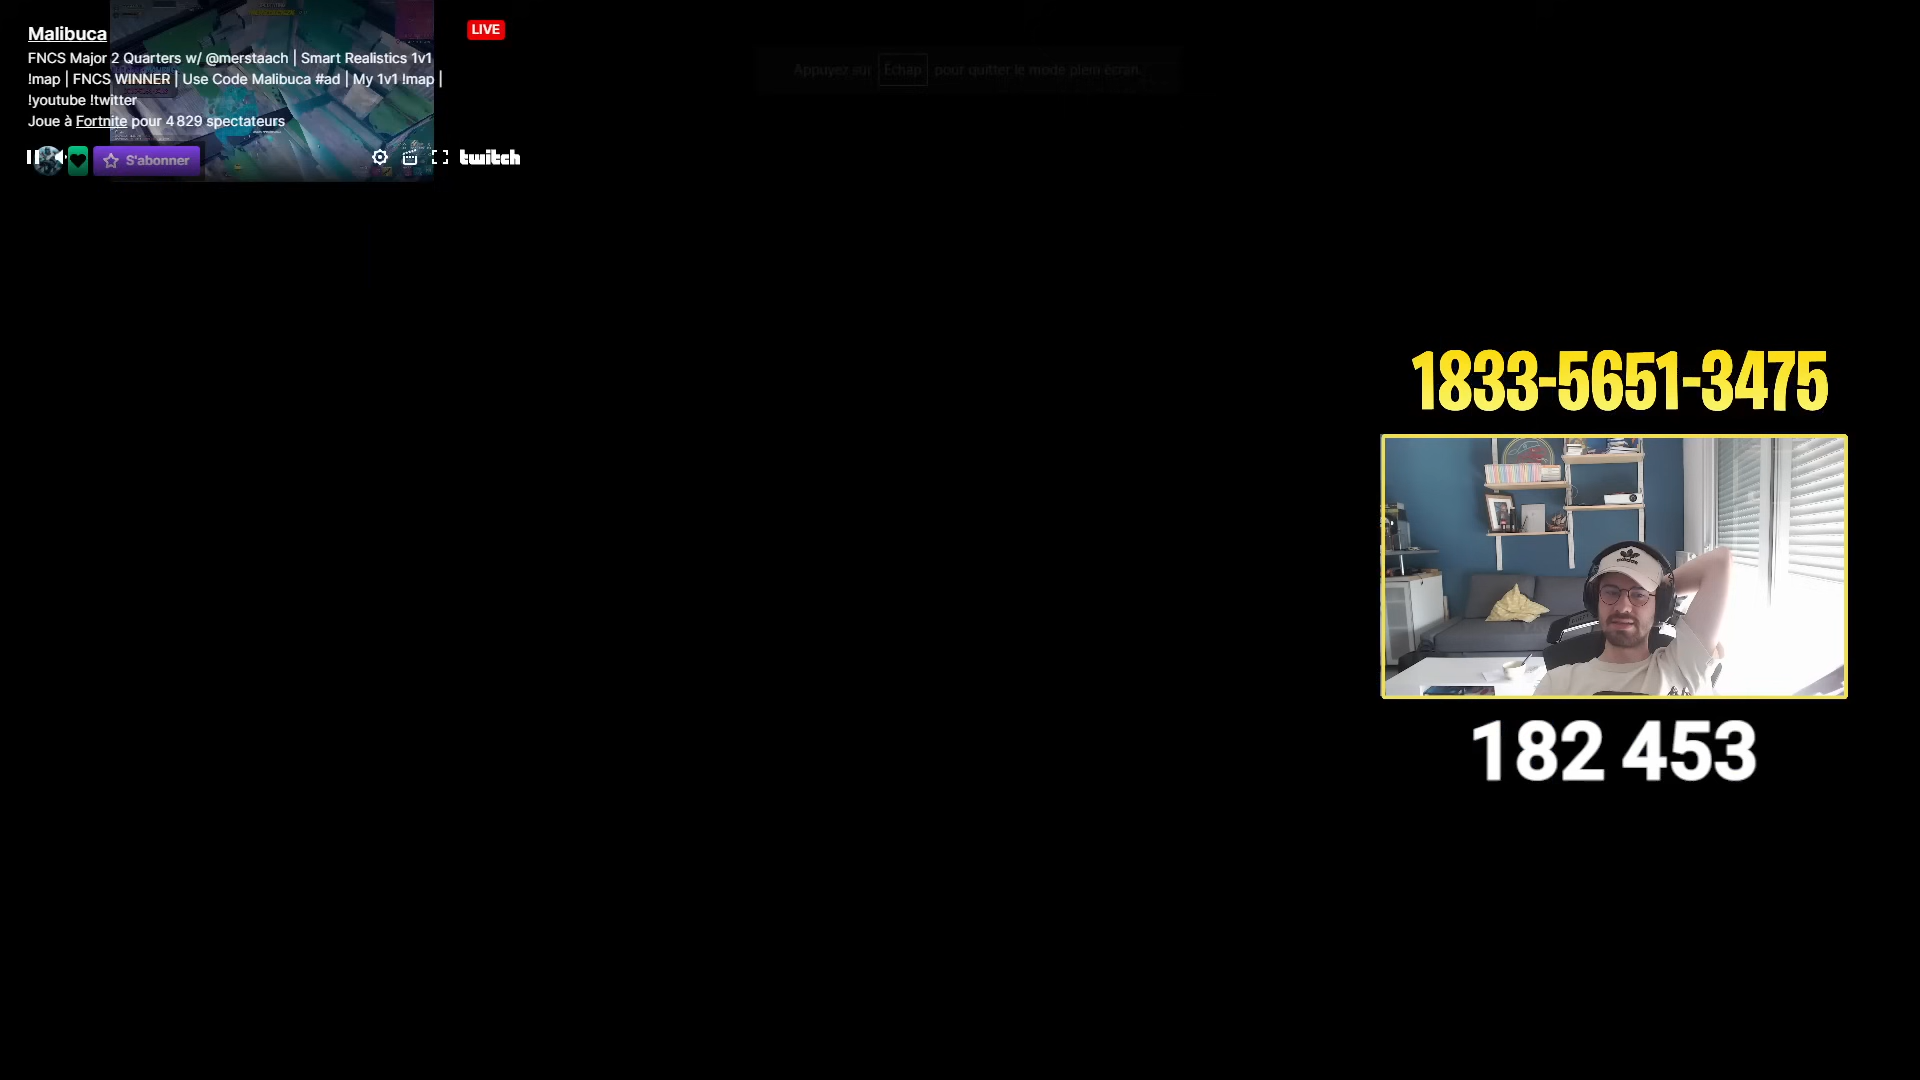 Malibuca
LIVE
FNCS Major 2 Quarters w/ @merstaach | Smart Realistics 1v1
!map | FNCS WINNER | Use Code Malibuca #ad | My 1v1 !map |
!youtube !twitter
Joue à Fortnite pour 4 829 spectateurs
S'abonner
twitch
Appuyez sur Échap pour quitter le mode plein écran
1833-5651-3475
adidas
182 453